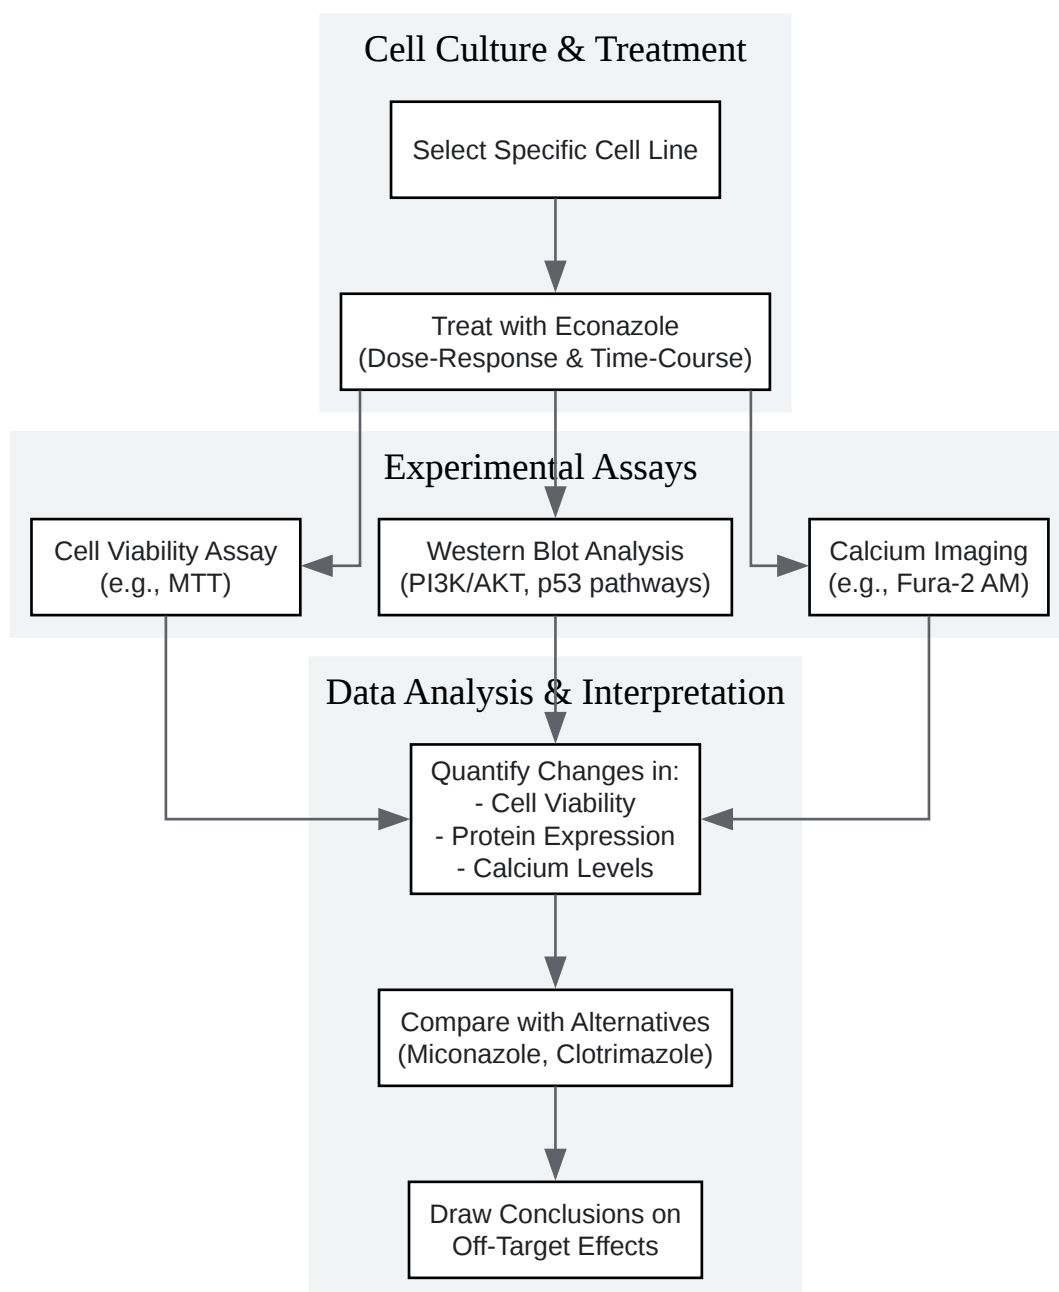 Cell Culture & Treatment
Select Specific Cell Line
Treat with Econazole
(Dose-Response & Time-Course)
Experimental Assays
Cell Viability Assay
(e.g., MTT)
Western Blot Analysis
(PI3K/AKT, p53 pathways)
Calcium Imaging
(e.g., Fura-2 AM)
Data Analysis & Interpretation
Quantify Changes in:
- Cell Viability
- Protein Expression
- Calcium Levels
Compare with Alternatives
(Miconazole, Clotrimazole)
Draw Conclusions on
Off-Target Effects